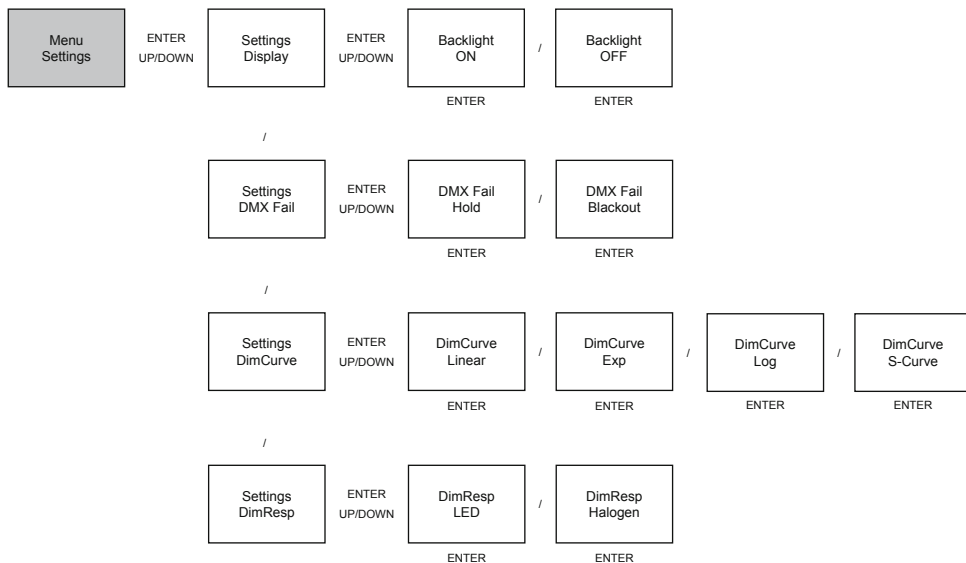 Menu
Settings
ENTER
UP/DOWN
Settings
Display
ENTER
UP/DOWN
Backlight
ON
/
Backlight
OFF
ENTER
ENTER
/
Settings
DMX Fail
ENTER
UP/DOWN
DMX Fail
Hold
/
DMX Fail
Blackout
ENTER
ENTER
/
Settings
DimCurve
ENTER
UP/DOWN
DimCurve
Linear
/
DimCurve
Exp
/
DimCurve
Log
/
DimCurve
S-Curve
ENTER
ENTER
ENTER
ENTER
/
Settings
DimResp
ENTER
UP/DOWN
DimResp
LED
/
DimResp
Halogen
ENTER
ENTER